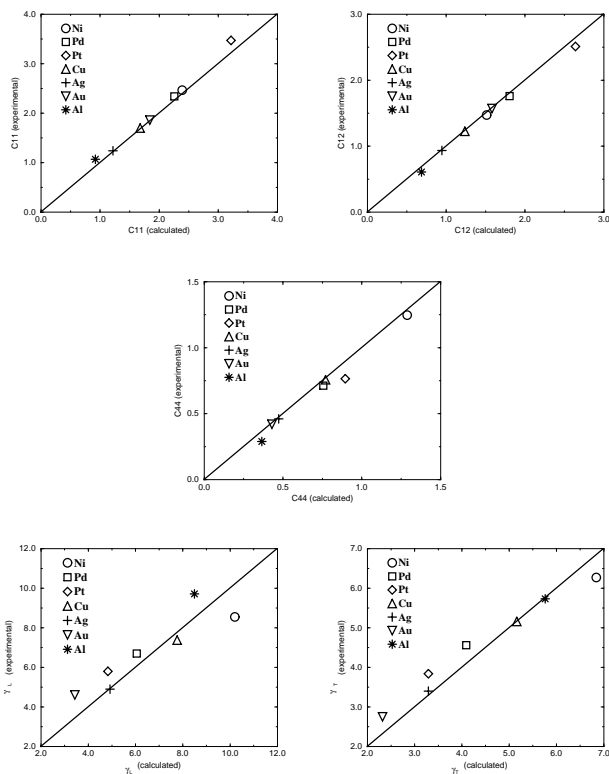 4.0
3.0
2.0
1.0
0.0
0.0 1.0 2.0 3.0 4.0
C11 (calculated)
C11 (experimental)
Ni
Pd
Pt
Cu
Ag
Au
Al
3.0
2.0
1.0
0.0
0.0 1.0 2.0 3.0
C12 (calculated)
C12 (experimental)
Ni
Pd
Pt
Cu
Ag
Au
Al
1.5
1.0
0.5
0.0
0.0 0.5 1.0 1.5
C44 (calculated)
C44 (experimental)
Ni
Pd
Pt
Cu
Ag
Au
Al
12.0
10.0
8.0
6.0
4.0
2.0
2.0 4.0 6.0 8.0 10.0 12.0
γL (calculated)
γL (experimental)
Ni
Pd
Pt
Cu
Ag
Au
Al
7.0
6.0
5.0
4.0
3.0
2.0
2.0 3.0 4.0 5.0 6.0 7.0
γT (calculated)
γT (experimental)
Ni
Pd
Pt
Cu
Ag
Au
Al